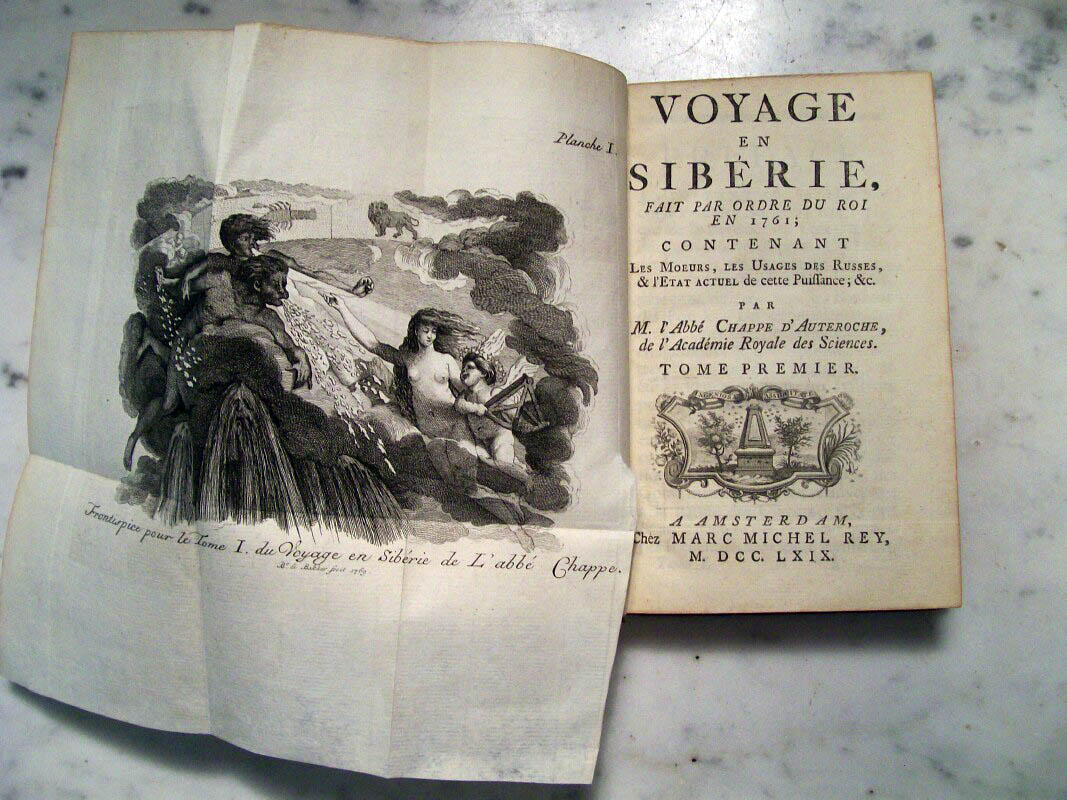 Planche I.
Frontispice pour le Tome I. du Voyage en Sibérie de L'abbé Chappe.
VOYAGE
EN
SIBÉRIE,
FAIT PAR ORDRE DU ROI
EN 1761;
CONTENANT
LES MOEURS, LES USAGES DES RUSSES,
& l'ETAT ACTUEL de cette Puissance; &c.
PAR
M. l'Abbé CHAPPE D'AUTEROCHE,
de l'Académie Royale des Sciences.
TOME PREMIER.
A AMSTERDAM,
Chez MARC MICHEL REY,
M. DCC. LXIX.